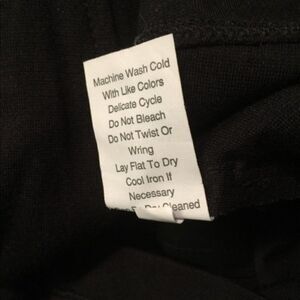 Machine Wash Cold
With Like Colors
Delicate Cycle
Do Not Bleach
Do Not Twist Or
Wring
Lay Flat To Dry
Cool Iron If
Necessary
Cleaned